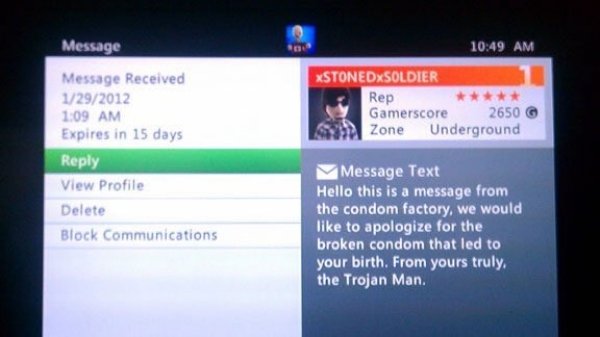 Message
10:49 AM
Message Received
1/29/2012
1:09 AM
Expires in 15 days
Reply
View Profile
Delete
Block Communications
xST0NEDxS0LDIER
1
Rep ★★★★★
Gamerscore 2650 G
Zone Underground
Message Text
Hello this is a message from
the condom factory, we would
like to apologize for the
broken condom that led to
your birth. From yours truly,
the Trojan Man.